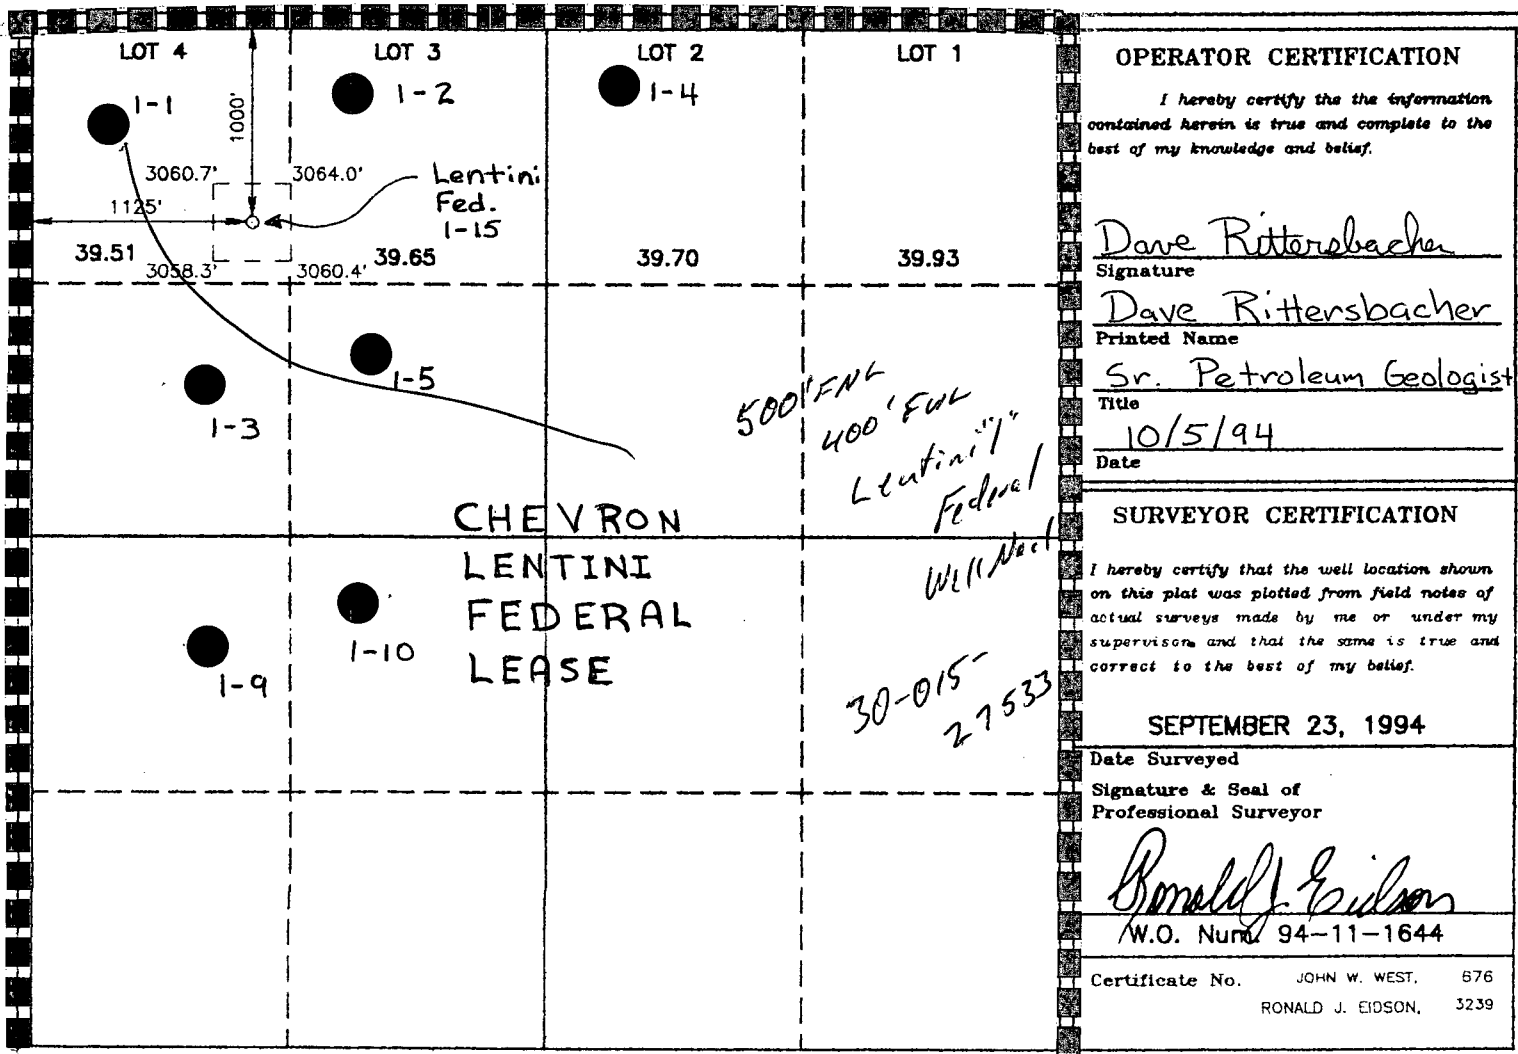 LOT 4
LOT 3
LOT 2
LOT 1
1-1
1-2
1-4
1000'
3060.7'
3064.0'
Lentini
Fed.
1-15
1125'
39.51
39.65
39.70
39.93
3058.3'
3060.4'
1-5
1-3
500' FNL
400' FWL
Lentini "1"
Federal
Well No. 1
CHEVRON
LENTINI
FEDERAL
LEASE
1-10
1-9
30-015-
27533
OPERATOR CERTIFICATION
I hereby certify the the information
contained herein is true and complete to the
best of my knowledge and belief.
Dave Rittersbacher
Signature
Dave Rittersbacher
Printed Name
Sr. Petroleum Geologist
Title
10/5/94
Date
SURVEYOR CERTIFICATION
I hereby certify that the well location shown
on this plat was plotted from field notes of
actual surveys made by me or under my
supervison, and that the same is true and
correct to the best of my belief.
SEPTEMBER 23, 1994
Date Surveyed
Signature & Seal of
Professional Surveyor
Ronald J. Eidson
W.O. Num. 94-11-1644
Certificate No. JOHN W. WEST, 676
RONALD J. EIDSON, 3239